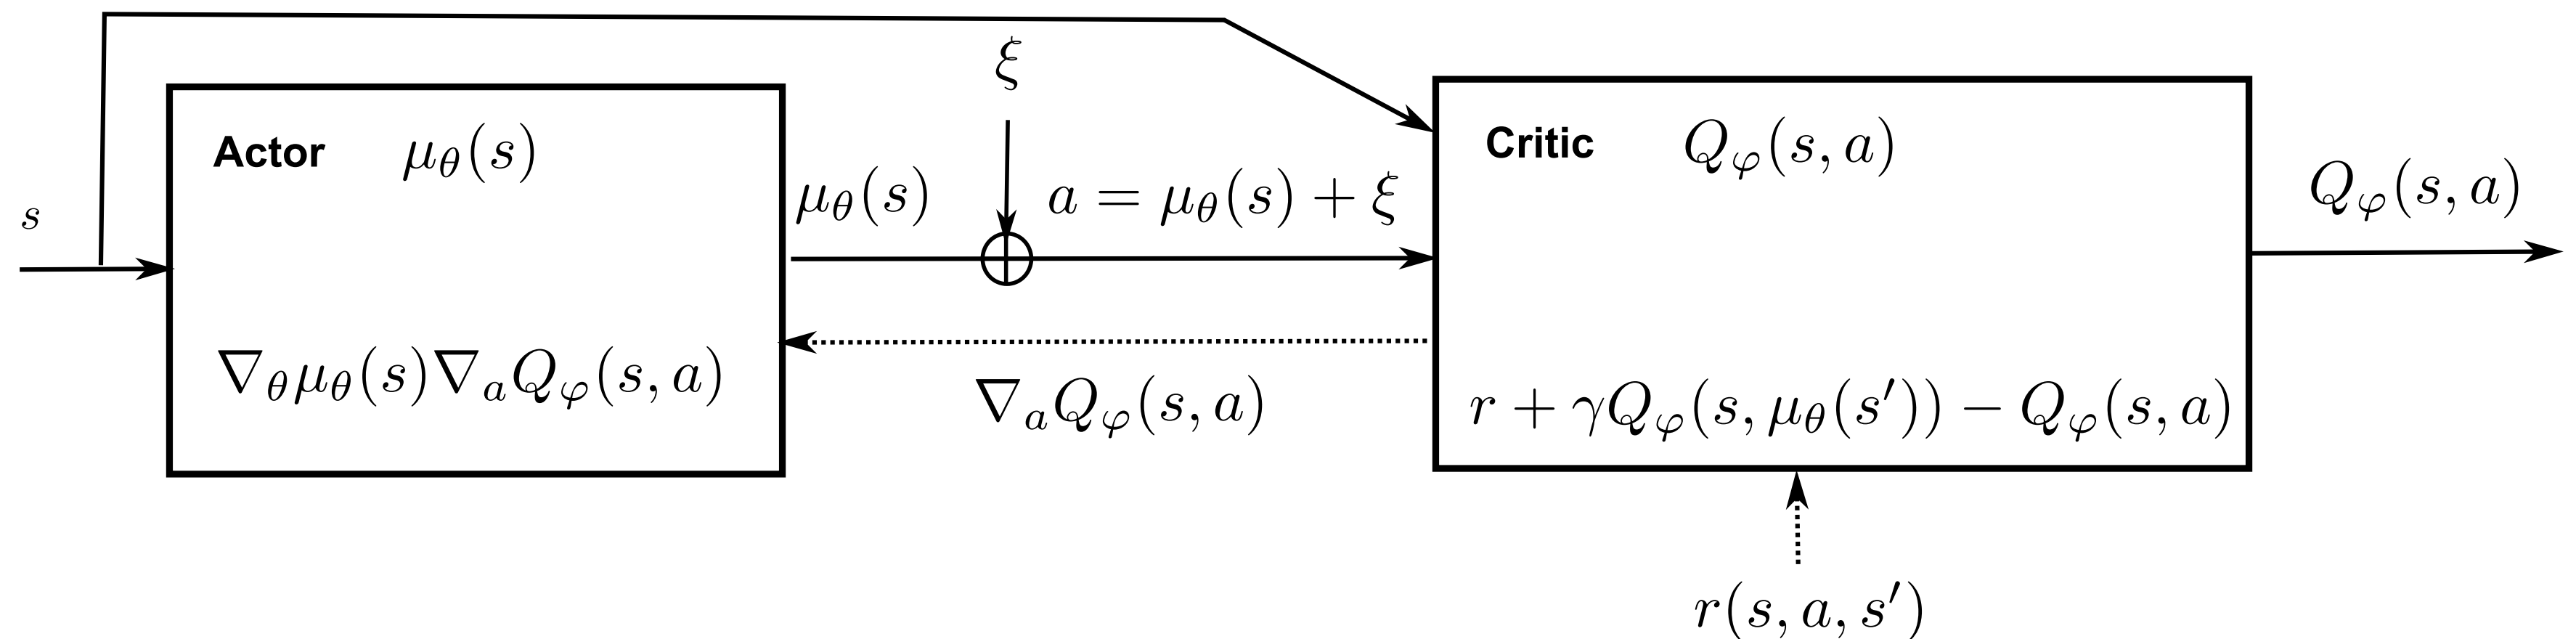 s
Actor μ_θ(s)
∇_θ μ_θ(s)∇_a Q_φ(s, a)
μ_θ(s)
ξ
a = μ_θ(s) + ξ
∇_a Q_φ(s, a)
Critic Q_φ(s, a)
r + γQ_φ(s, μ_θ(s′)) − Q_φ(s, a)
r(s, a, s′)
Q_φ(s, a)